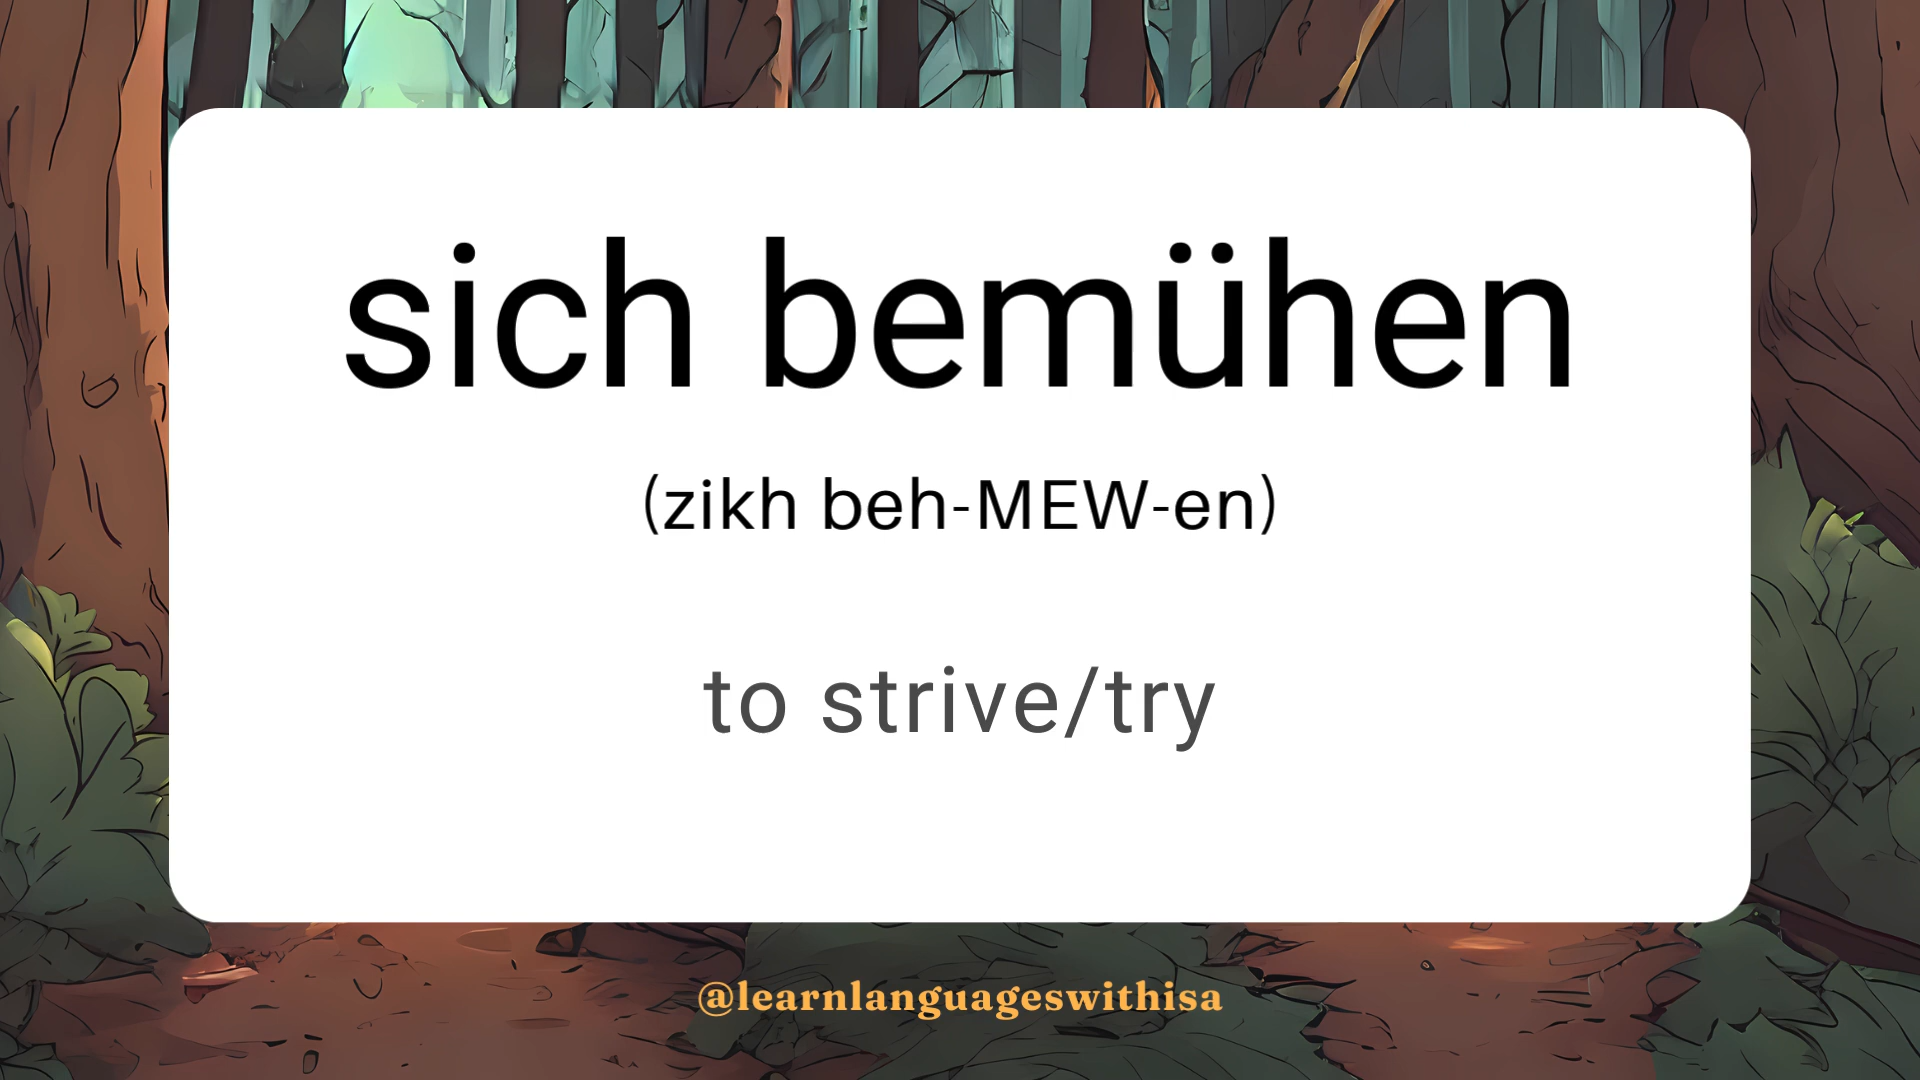 sich bemühen
(zikh beh-MEW-en)
to strive/try
@learnlanguageswithisa